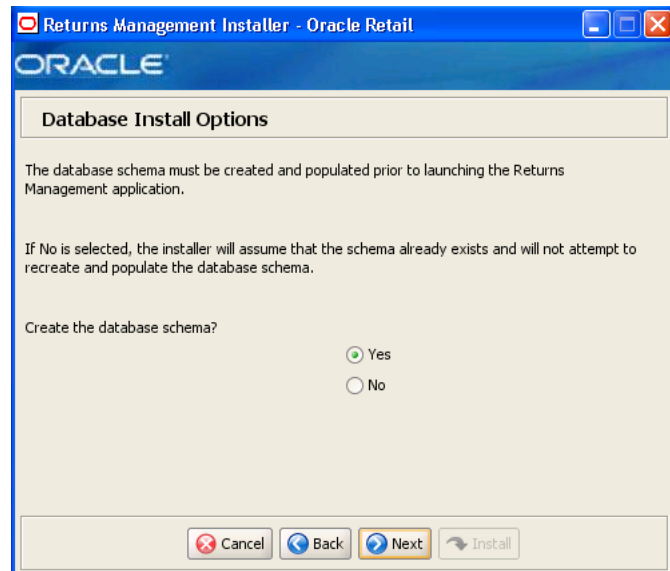 Returns Management Installer - Oracle Retail
ORACLE
Database Install Options
The database schema must be created and populated prior to launching the Returns
Management application.
If No is selected, the installer will assume that the schema already exists and will not attempt to
recreate and populate the database schema.
Create the database schema?
Yes
No
Cancel Back Next Install